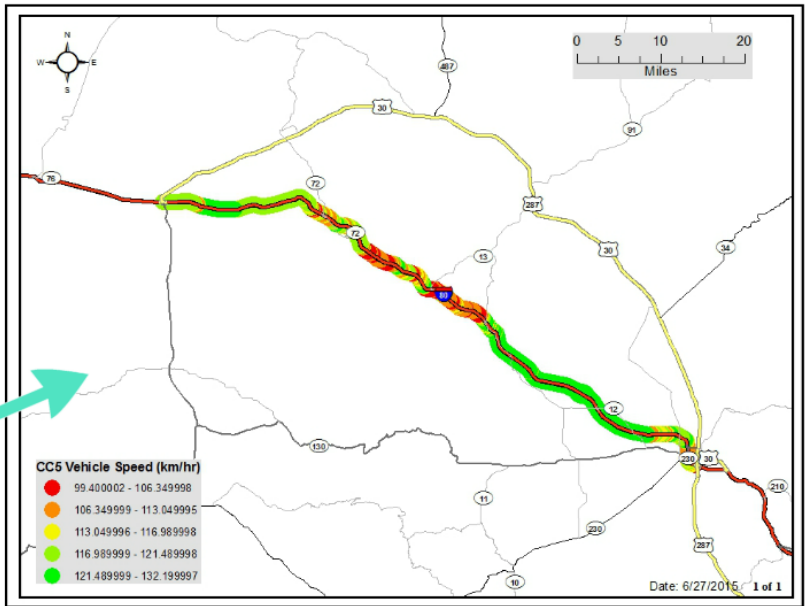 N
W E
S
0 5 10 20
Miles
487
30
91
76
72
287
72
30
34
13
80
12
130
230
30
210
11
230
287
10
CC5 Vehicle Speed (km/hr)
99.400002 - 106.349998
106.349999 - 113.049995
113.049996 - 116.989998
116.989999 - 121.489998
121.489999 - 132.199997
Date: 6/27/2015 1 of 1